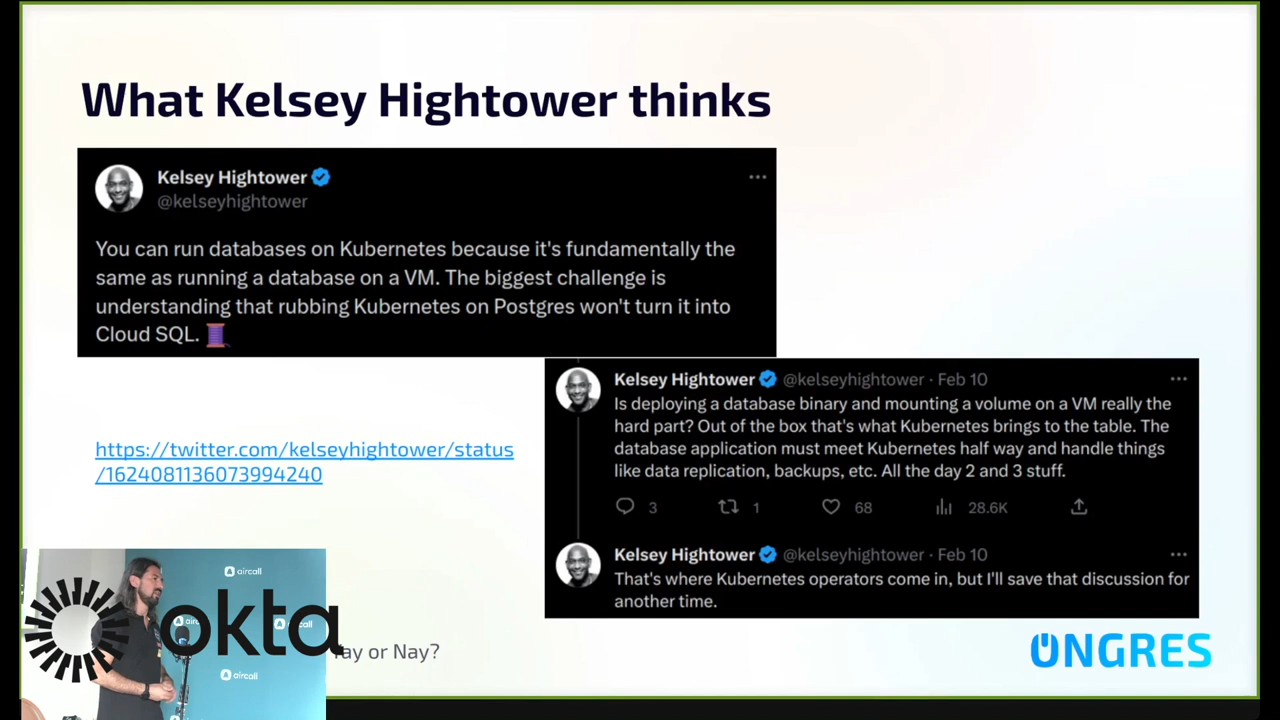 What Kelsey Hightower thinks
Kelsey Hightower
@kelseyhightower
You can run databases on Kubernetes because it's fundamentally the
same as running a database on a VM. The biggest challenge is
understanding that rubbing Kubernetes on Postgres won't turn it into
Cloud SQL. 🧵
https://twitter.com/kelseyhightower/status
/1624081136073994240
Kelsey Hightower @kelseyhightower · Feb 10
Is deploying a database binary and mounting a volume on a VM really the
hard part? Out of the box that's what Kubernetes brings to the table. The
database application must meet Kubernetes half way and handle things
like data replication, backups, etc. All the day 2 and 3 stuff.
3 1 68 28.6K
Kelsey Hightower @kelseyhightower · Feb 10
That's where Kubernetes operators come in, but I'll save that discussion for
another time.
aircall
okta
aircall
aircall
or Nay?
ONGRES